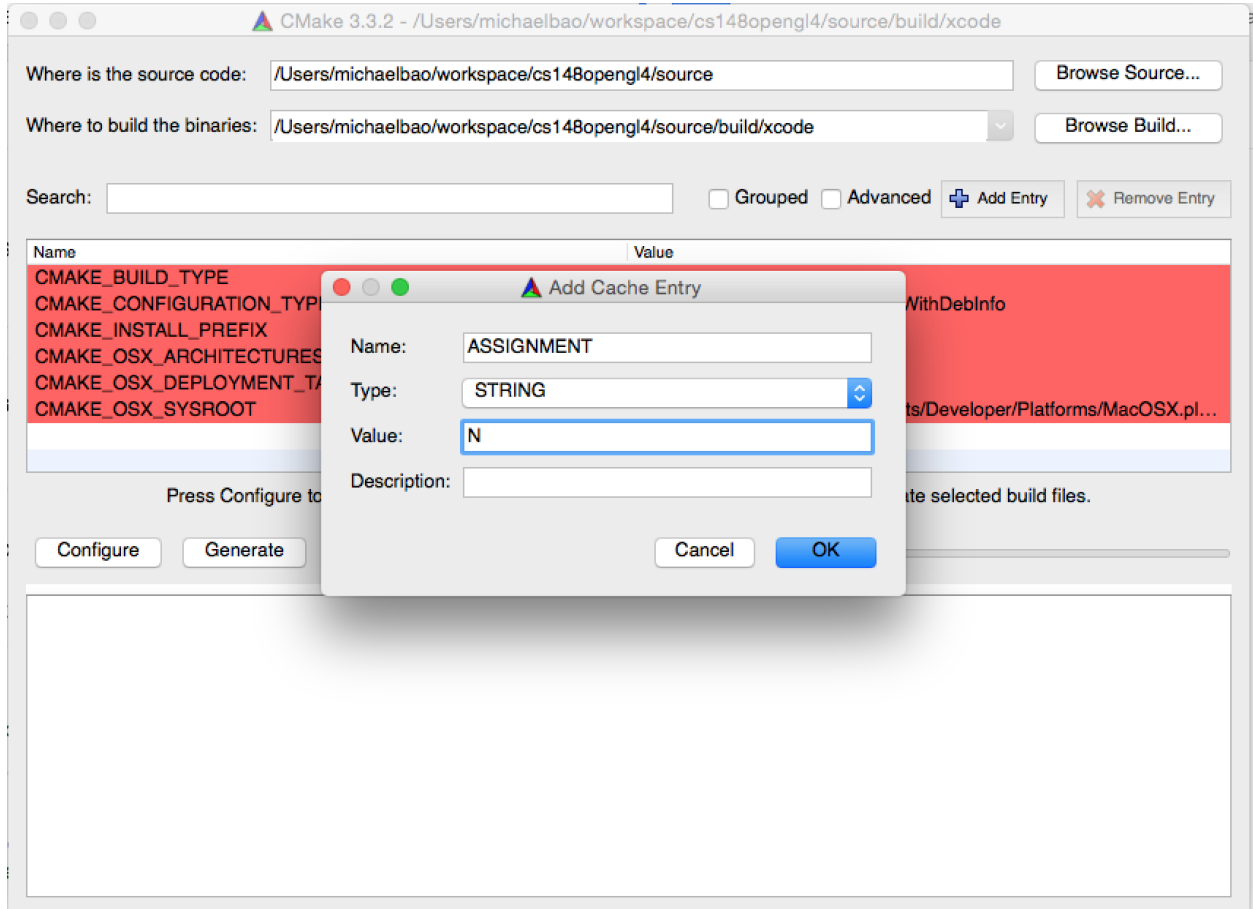 CMake 3.3.2 - /Users/michaelbao/workspace/cs148opengl4/source/build/xcode
Where is the source code: /Users/michaelbao/workspace/cs148opengl4/source Browse Source...
Where to build the binaries: /Users/michaelbao/workspace/cs148opengl4/source/build/xcode Browse Build...
Search: Grouped Advanced Add Entry Remove Entry
Name Value
CMAKE_BUILD_TYPE
CMAKE_CONFIGURATION_TYP WithDebInfo
CMAKE_INSTALL_PREFIX
CMAKE_OSX_ARCHITECTURES
CMAKE_OSX_DEPLOYMENT_TA
CMAKE_OSX_SYSROOT ts/Developer/Platforms/MacOSX.pl...
Add Cache Entry
Name: ASSIGNMENT
Type: STRING
Value: N
Description:
Cancel OK
Press Configure to ate selected build files.
Configure Generate